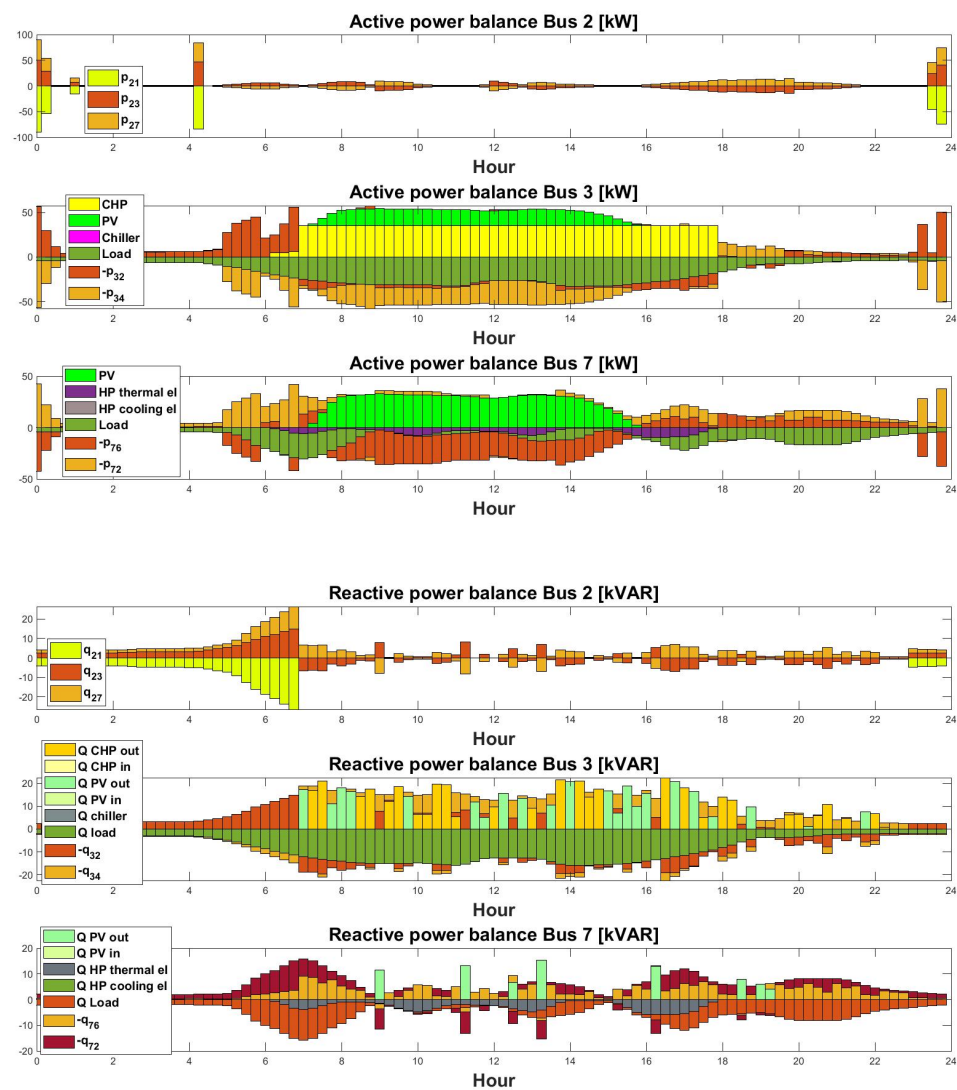 Active power balance Bus 2 [kW]
100
50
0
-50
-100
p21
p23
p27
0 2 4 6 8 10 12 14 16 18 20 22 24
Hour
Active power balance Bus 3 [kW]
50
0
-50
CHP
PV
Chiller
Load
-p32
-p34
0 2 4 6 8 10 12 14 16 18 20 22 24
Hour
Active power balance Bus 7 [kW]
50
0
-50
PV
HP thermal el
HP cooling el
Load
-p76
-p72
0 2 4 6 8 10 12 14 16 18 20 22 24
Hour
Reactive power balance Bus 2 [kVAR]
20
10
0
-10
-20
q21
q23
q27
0 2 4 6 8 10 12 14 16 18 20 22 24
Hour
Reactive power balance Bus 3 [kVAR]
20
10
0
-10
-20
Q CHP out
Q CHP in
Q PV out
Q PV in
Q chiller
Q load
-q32
-q34
0 2 4 6 8 10 12 14 16 18 20 22 24
Hour
Reactive power balance Bus 7 [kVAR]
20
10
0
-10
-20
Q PV out
Q PV in
Q HP thermal el
Q HP cooling el
Q Load
-q76
-q72
0 2 4 6 8 10 12 14 16 18 20 22 24
Hour